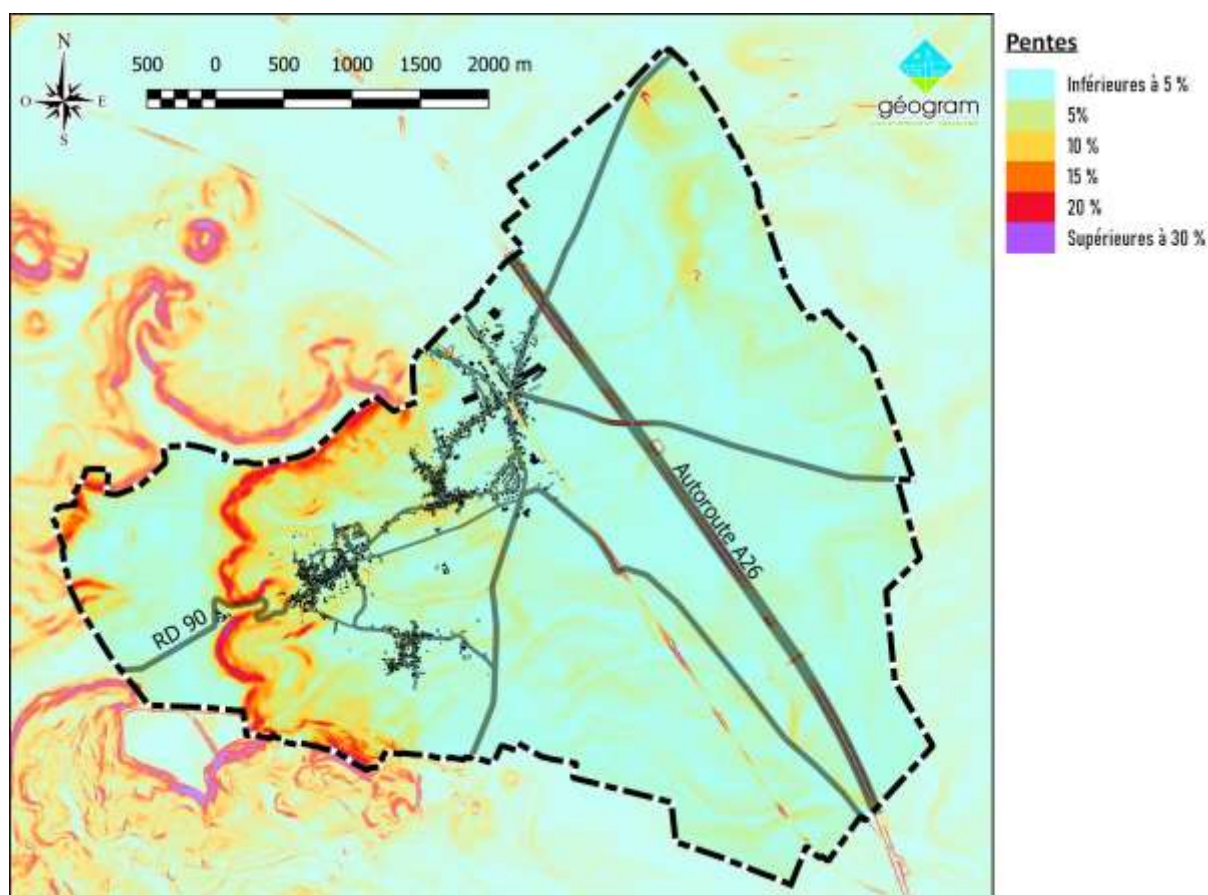 N
O E
S
500 0 500 1000 1500 2000 m
géogram
Autoroute A26
RD 90
Pentes
Inférieures à 5 %
5%
10 %
15 %
20 %
Supérieures à 30 %